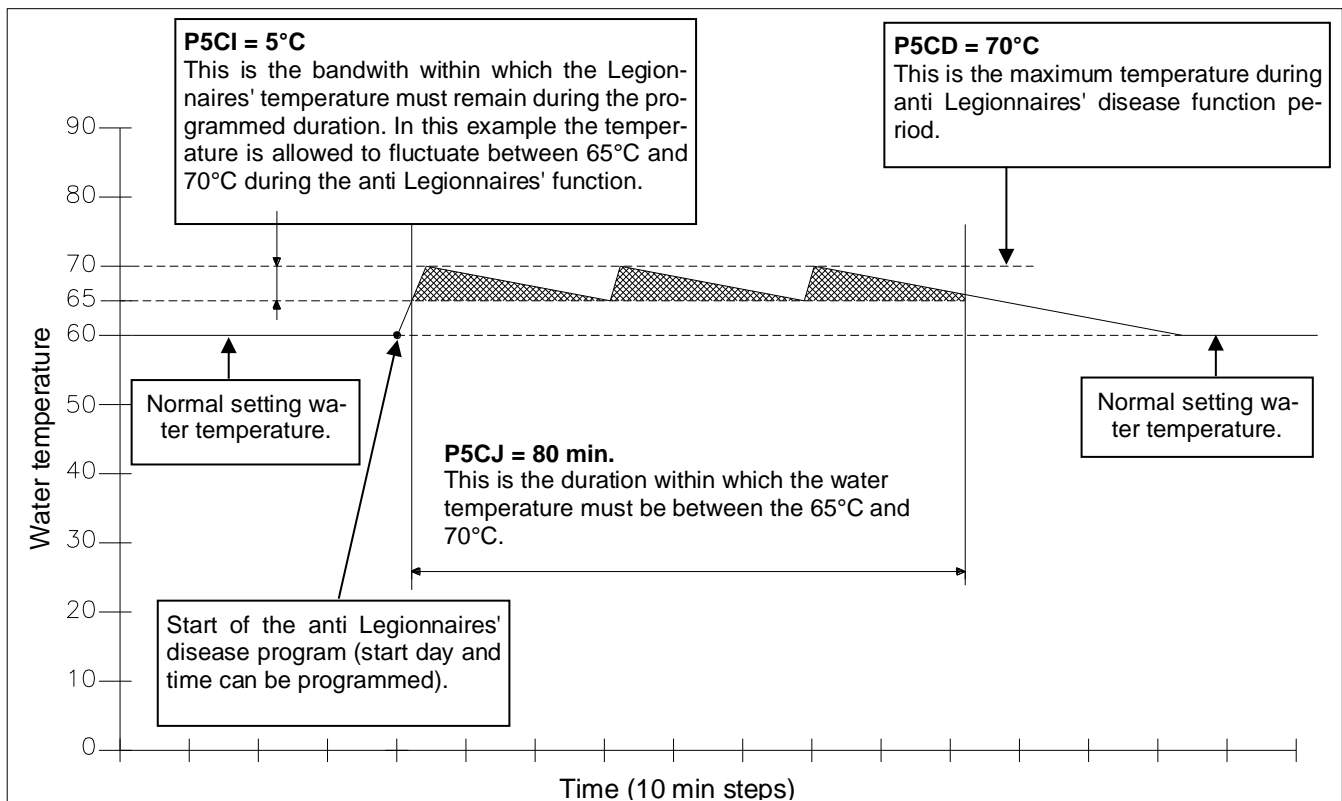 P5CI = 5°C
This is the bandwith within which the Legion-
naires' temperature must remain during the pro-
grammed duration. In this example the temper-
ature is allowed to fluctuate between 65°C and
70°C during the anti Legionnaires' function.
P5CD = 70°C
This is the maximum temperature during
anti Legionnaires' disease function pe-
riod.
90
80
70
65
60
50
40
30
20
10
0
Water temperature
Normal setting wa-
ter temperature.
Normal setting wa-
ter temperature.
P5CJ = 80 min.
This is the duration within which the water
temperature must be between the 65°C and
70°C.
Start of the anti Legionnaires'
disease program (start day and
time can be programmed).
Time (10 min steps)